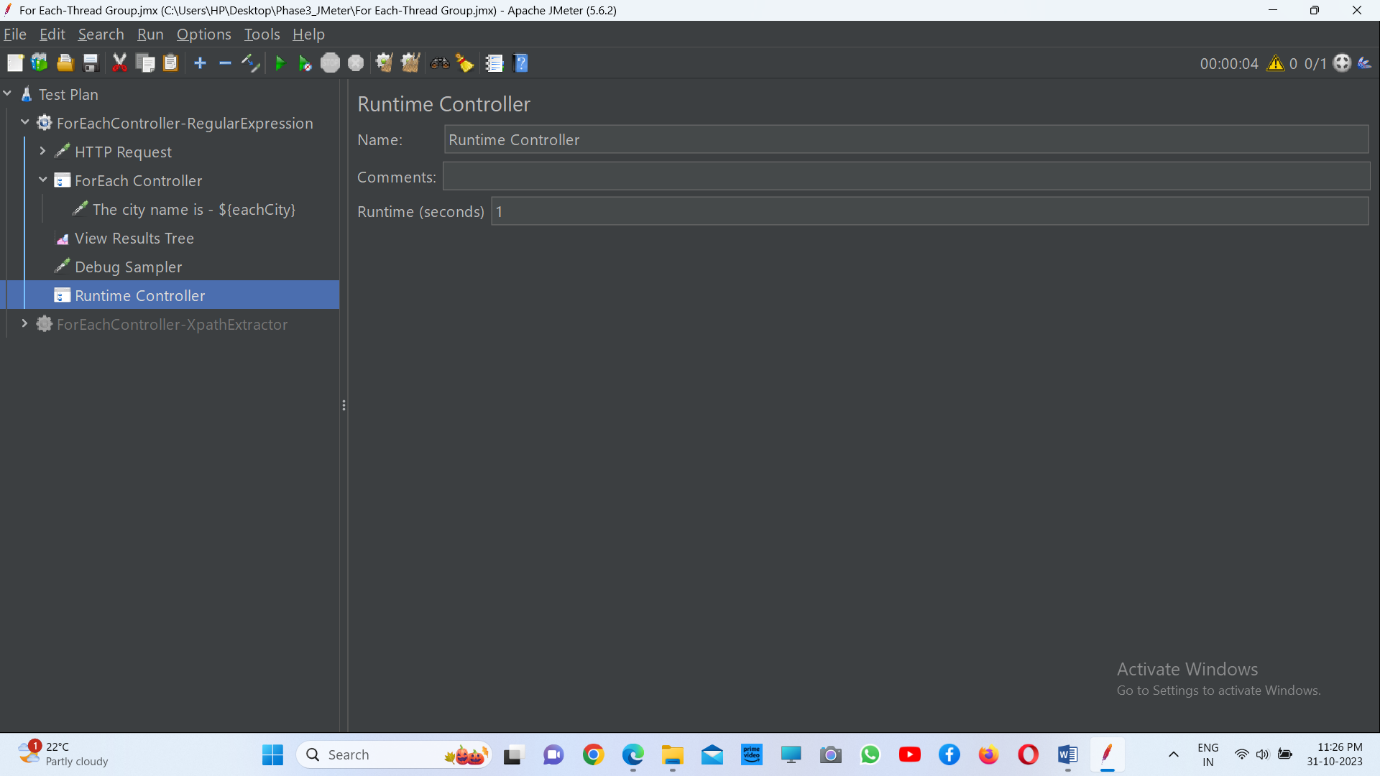 For Each-Thread Group.jmx (C:\Users\HP\Desktop\Phase3_JMeter\For Each-Thread Group.jmx) - Apache JMeter (5.6.2)
File Edit Search Run Options Tools Help
00:00:04 0 0/1
Test Plan
ForEachController-RegularExpression
HTTP Request
ForEach Controller
The city name is - ${eachCity}
View Results Tree
Debug Sampler
Runtime Controller
ForEachController-XpathExtractor
Runtime Controller
Name: Runtime Controller
Comments:
Runtime (seconds) 1
Activate Windows
Go to Settings to activate Windows.
1
22°C
Partly cloudy
Search
prime video
ENG
IN
11:26 PM
31-10-2023